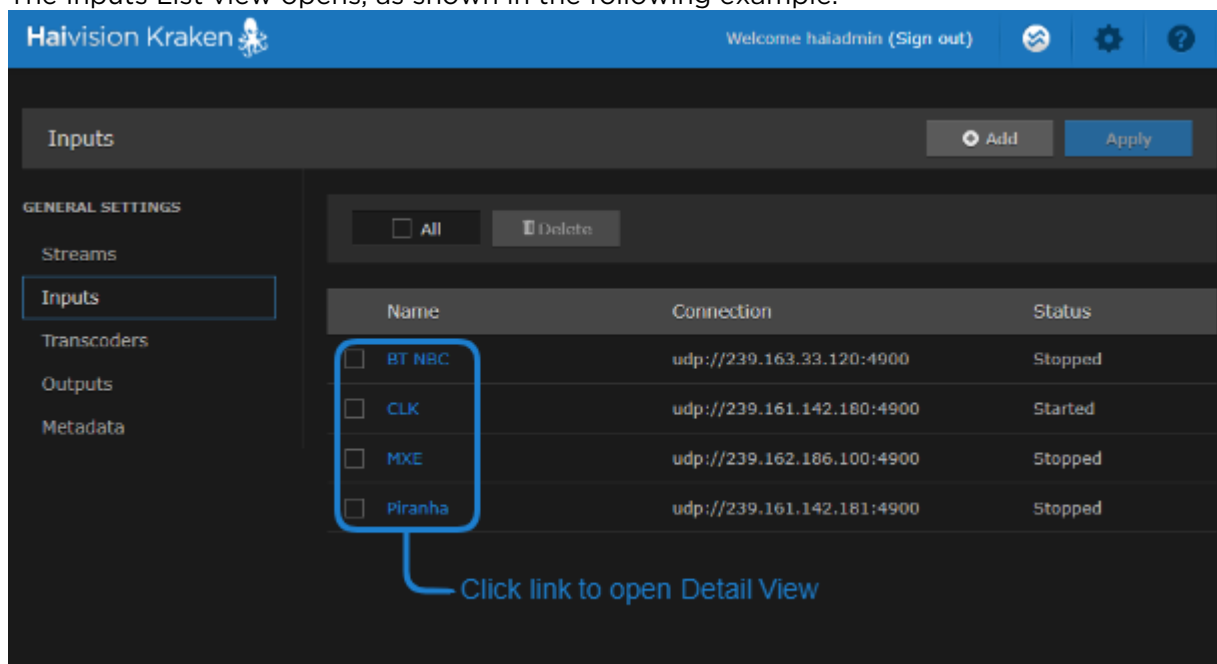 The Inputs List view opens, as shown in the following example.
Haivision Kraken
Welcome haiadmin (Sign out)
Inputs
Add
Apply
GENERAL SETTINGS
Streams
Inputs
Transcoders
Outputs
Metadata
All
Delete
Name Connection Status
BT NBC udp://239.163.33.120:4900 Stopped
CLK udp://239.161.142.180:4900 Started
MXE udp://239.162.186.100:4900 Stopped
Piranha udp://239.161.142.181:4900 Stopped
Click link to open Detail View